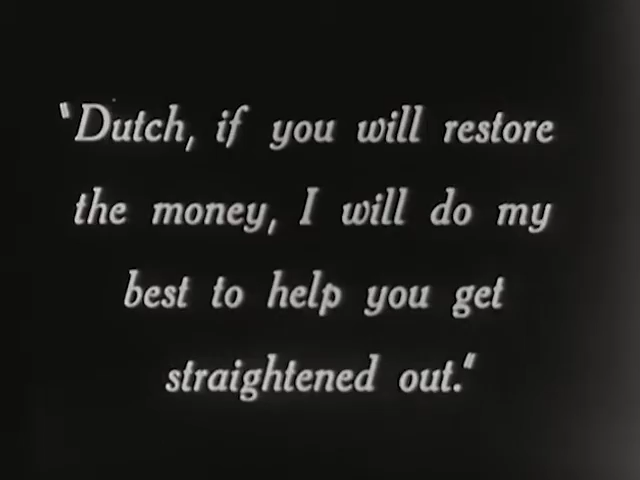 "Dutch, if you will restore
the money, I will do my
best to help you get
straightened out."